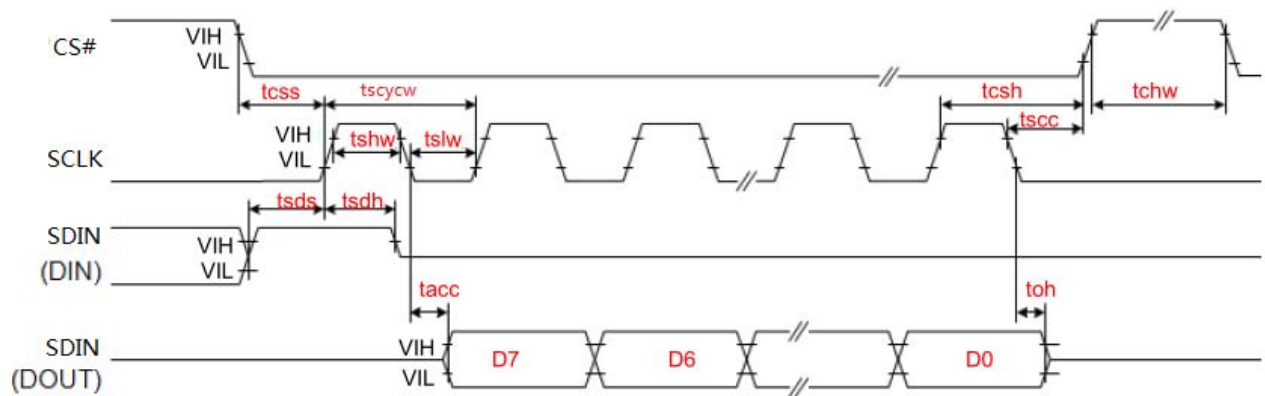 CS#
VIH
VIL
tcss
tscycw
tcsh
tchw
tscc
SCLK
VIH
VIL
tshw
tslw
tsds
tsdh
SDIN
(DIN)
VIH
VIL
tacc
toh
SDIN
(DOUT)
VIH
VIL
D7
D6
D0